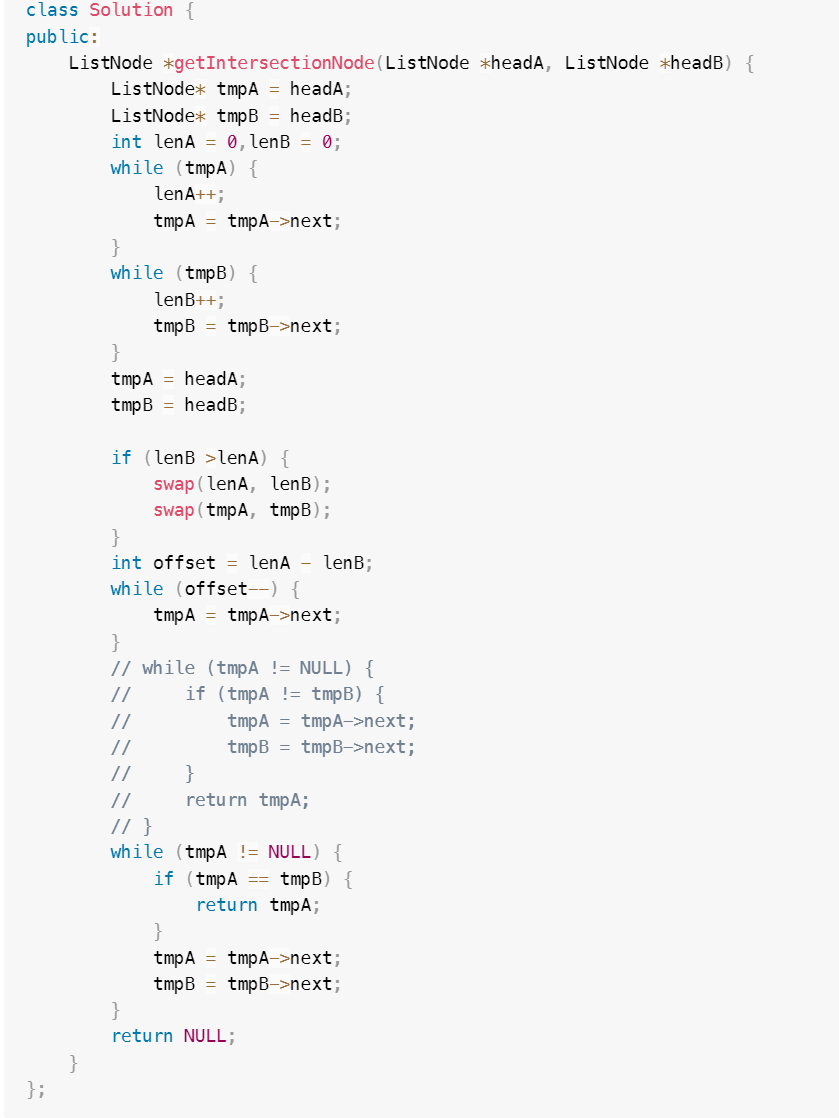 class Solution {
public:
    ListNode *getIntersectionNode(ListNode *headA, ListNode *headB) {
        ListNode* tmpA = headA;
        ListNode* tmpB = headB;
        int lenA = 0,lenB = 0;
        while (tmpA) {
            lenA++;
            tmpA = tmpA->next;
        }
        while (tmpB) {
            lenB++;
            tmpB = tmpB->next;
        }
        tmpA = headA;
        tmpB = headB;

        if (lenB >lenA) {
            swap(lenA, lenB);
            swap(tmpA, tmpB);
        }
        int offset = lenA - lenB;
        while (offset--) {
            tmpA = tmpA->next;
        }
        // while (tmpA != NULL) {
        //     if (tmpA != tmpB) {
        //         tmpA = tmpA->next;
        //         tmpB = tmpB->next;
        //     }
        //     return tmpA;
        // }
        while (tmpA != NULL) {
            if (tmpA == tmpB) {
                return tmpA;
            }
            tmpA = tmpA->next;
            tmpB = tmpB->next;
        }
        return NULL;
    }
};